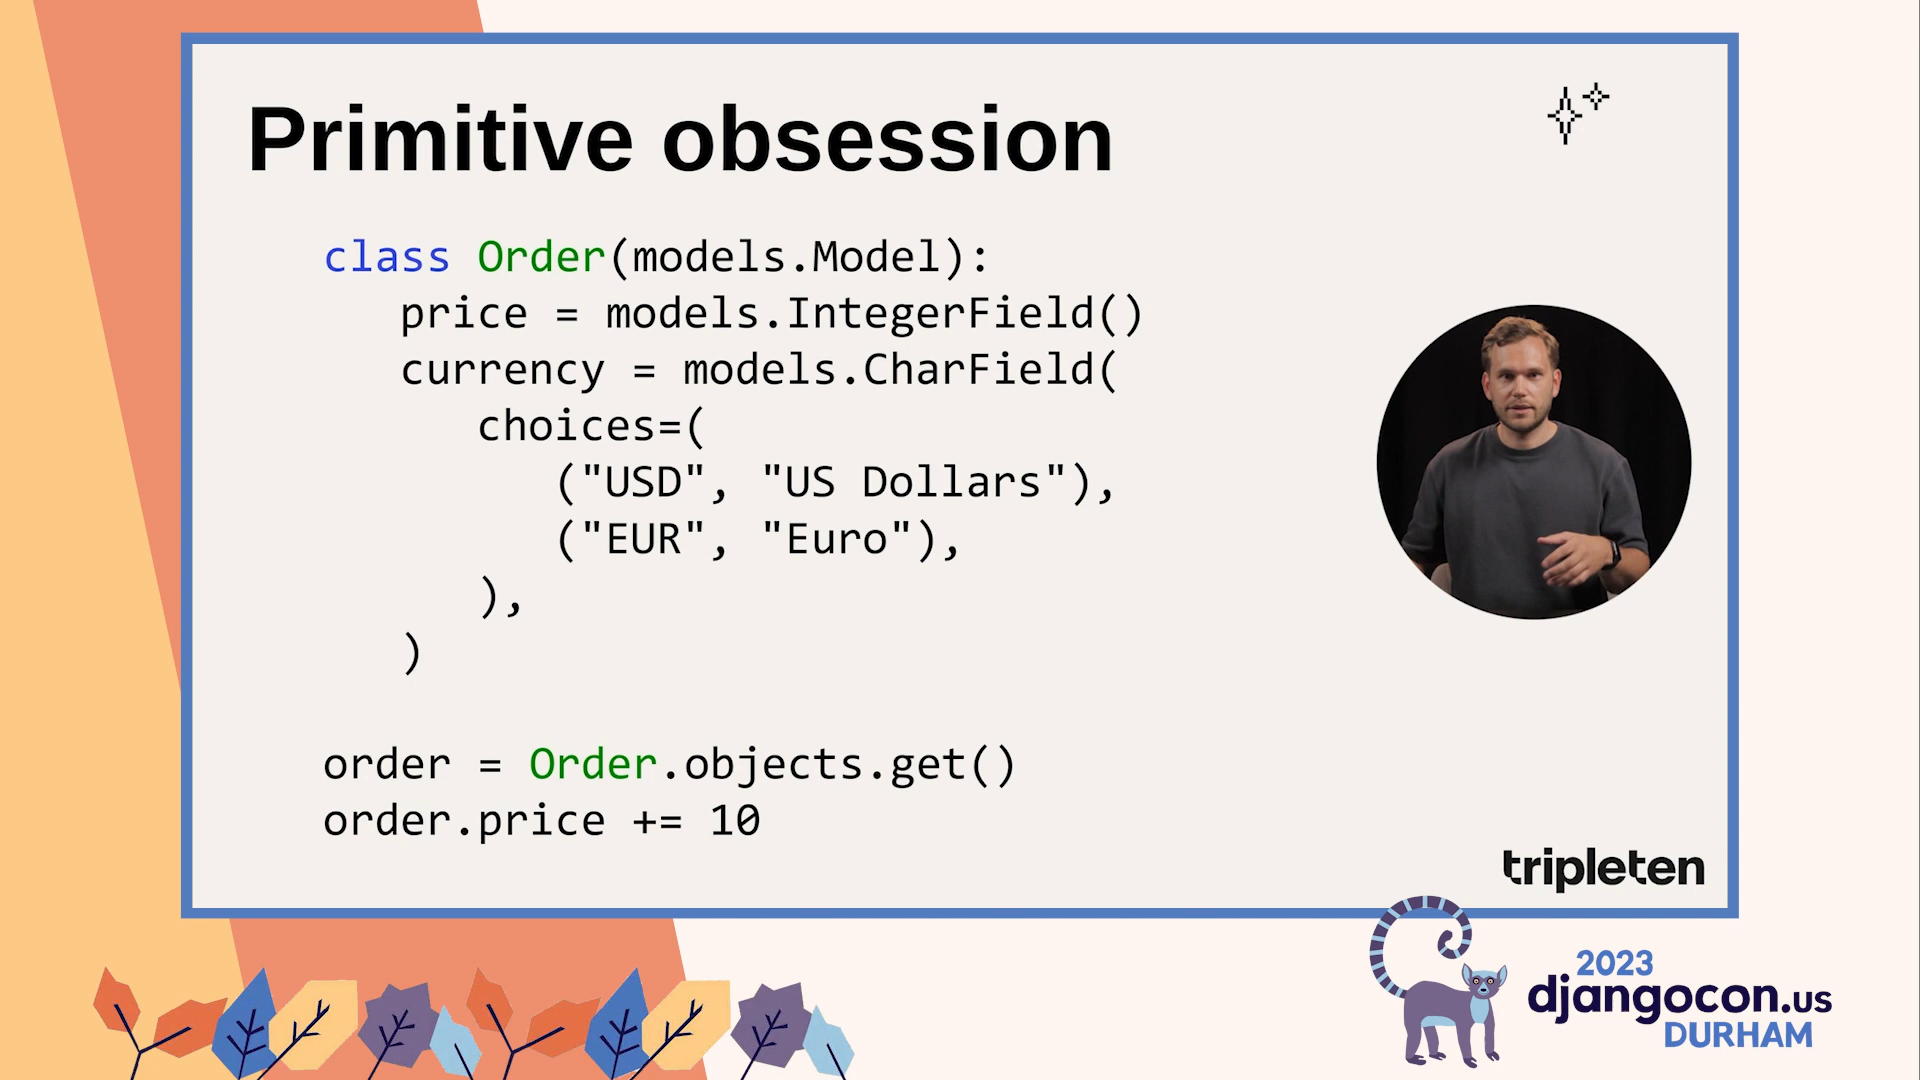 Primitive obsession
class Order(models.Model):
   price = models.IntegerField()
   currency = models.CharField(
      choices=(
         ("USD", "US Dollars"),
         ("EUR", "Euro"),
      ),
   )
order = Order.objects.get()
order.price += 10
tripleten
2023
djangocon.us
DURHAM